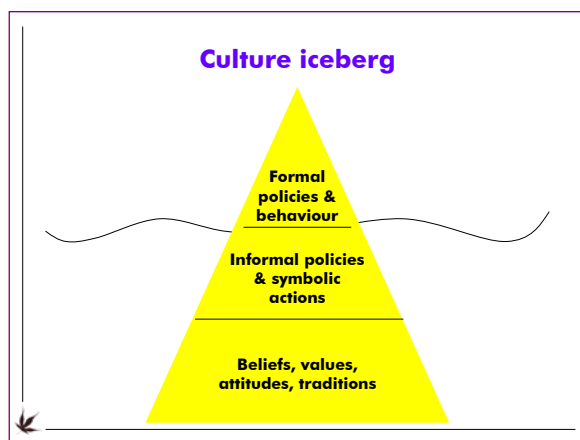 Culture iceberg
Formal
policies &
behaviour
Informal policies
& symbolic
actions
Beliefs, values,
attitudes, traditions